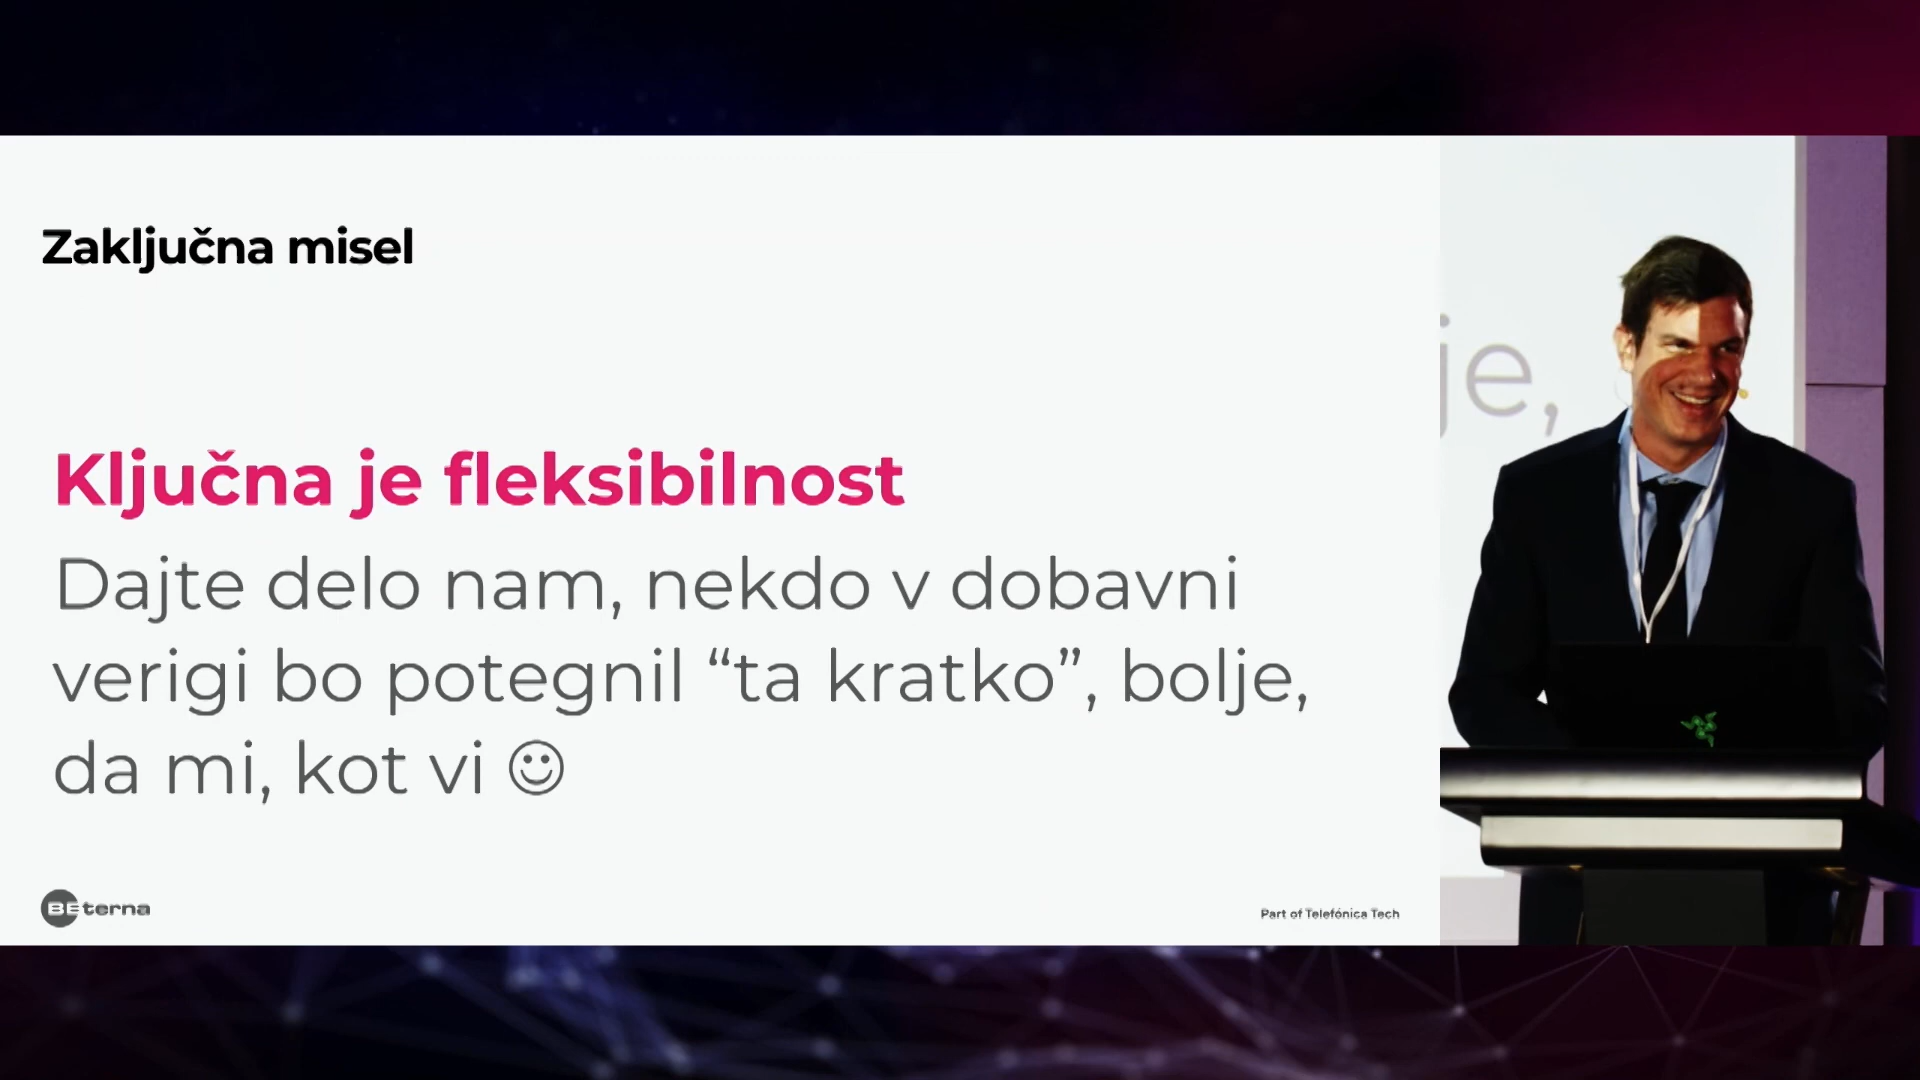 Zaključna misel
Ključna je fleksibilnost
Dajte delo nam, nekdo v dobavni
verigi bo potegnil “ta kratko”, bolje,
da mi, kot vi ☺
BEterna
Part of Telefónica Tech
je,